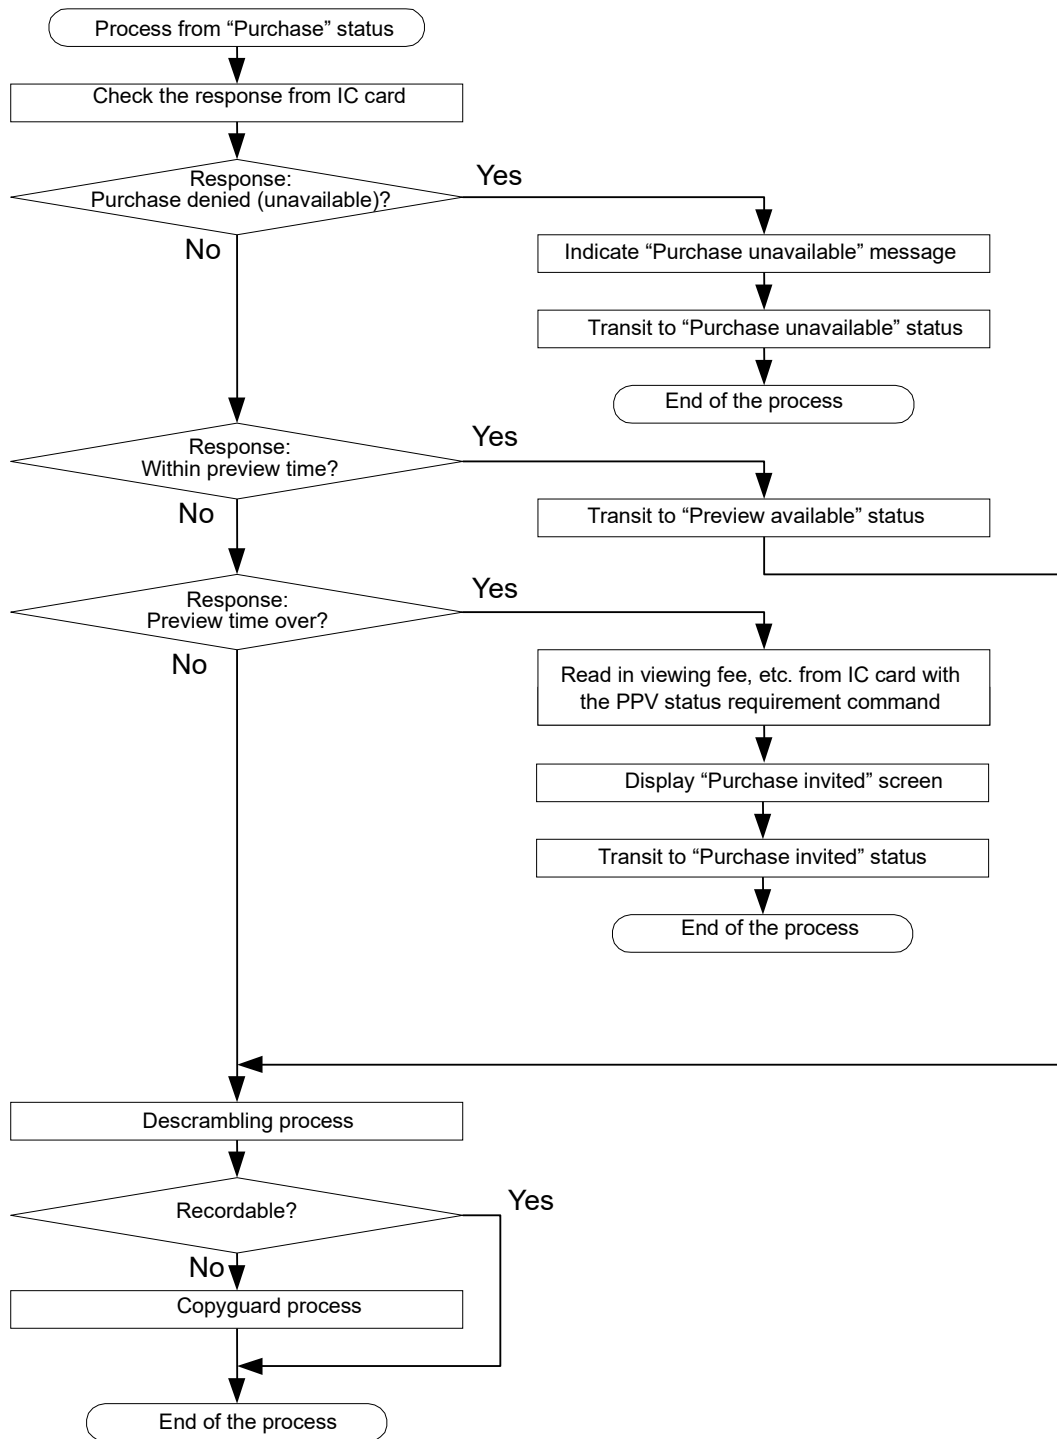 Process from “Purchase” status
Check the response from IC card
Response:
Purchase denied (unavailable)?
Yes
No
Indicate “Purchase unavailable” message
Transit to “Purchase unavailable” status
End of the process
Response:
Within preview time?
Yes
No
Transit to “Preview available” status
Response:
Preview time over?
Yes
No
Read in viewing fee, etc. from IC card with
the PPV status requirement command
Display “Purchase invited” screen
Transit to “Purchase invited” status
End of the process
Descrambling process
Recordable?
Yes
No
Copyguard process
End of the process